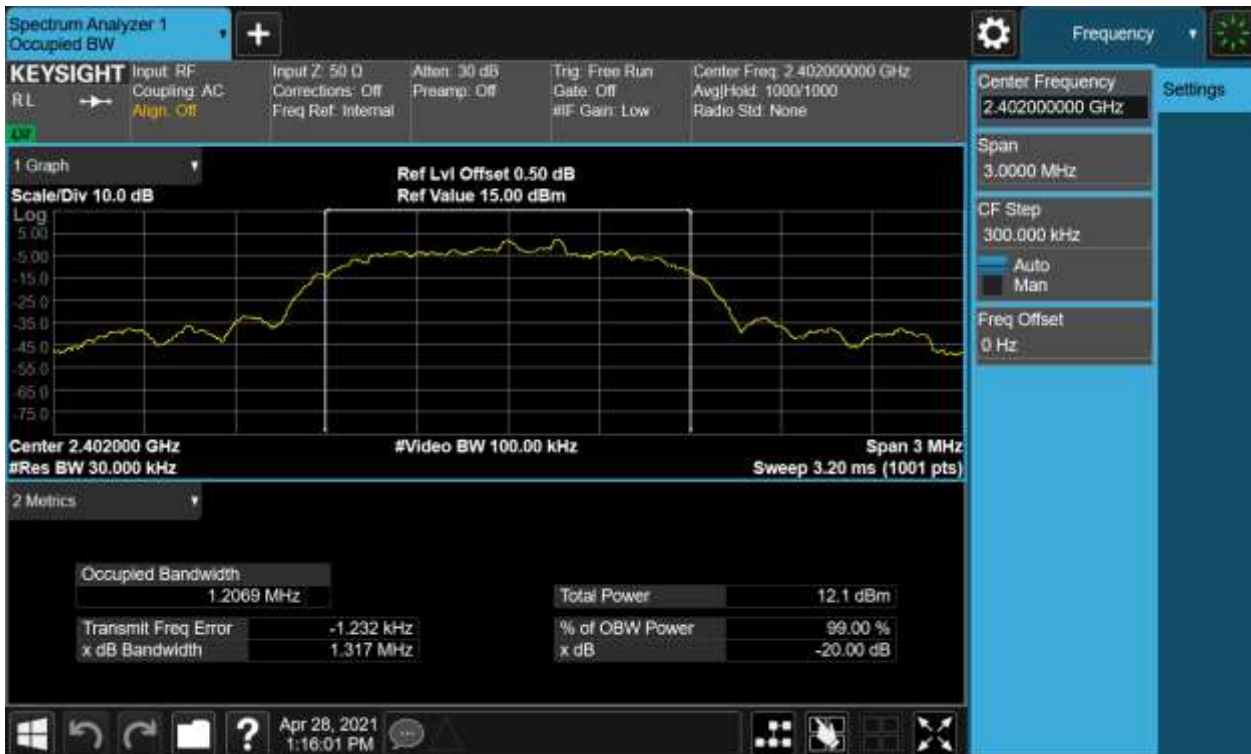 Spectrum Analyzer 1
Occupied BW
+
Frequency
KEYSIGHT
RL
Input: RF
Coupling: AC
Align: Off
Input Z: 50 Ω
Corrections: Off
Freq Ref: Internal
Atten: 30 dB
Preamp: Off
Trig: Free Run
Gate: Off
#IF Gain: Low
Center Freq: 2.402000000 GHz
Avg|Hold: 1000/1000
Radio Std: None
Center Frequency
2.402000000 GHz
Settings
Span
3.0000 MHz
CF Step
300.000 kHz
Auto
Man
Freq Offset
0 Hz
1 Graph
Scale/Div 10.0 dB
Ref Lvl Offset 0.50 dB
Ref Value 15.00 dBm
Log
5.00
-5.00
-15.0
-25.0
-35.0
-45.0
-55.0
-65.0
-75.0
Center 2.402000 GHz
#Video BW 100.00 kHz
Span 3 MHz
#Res BW 30.000 kHz
Sweep 3.20 ms (1001 pts)
2 Metrics
Occupied Bandwidth
1.2069 MHz
Total Power 12.1 dBm
Transmit Freq Error -1.232 kHz
% of OBW Power 99.00 %
x dB Bandwidth 1.317 MHz
x dB -20.00 dB
?
Apr 28, 2021
1:16:01 PM